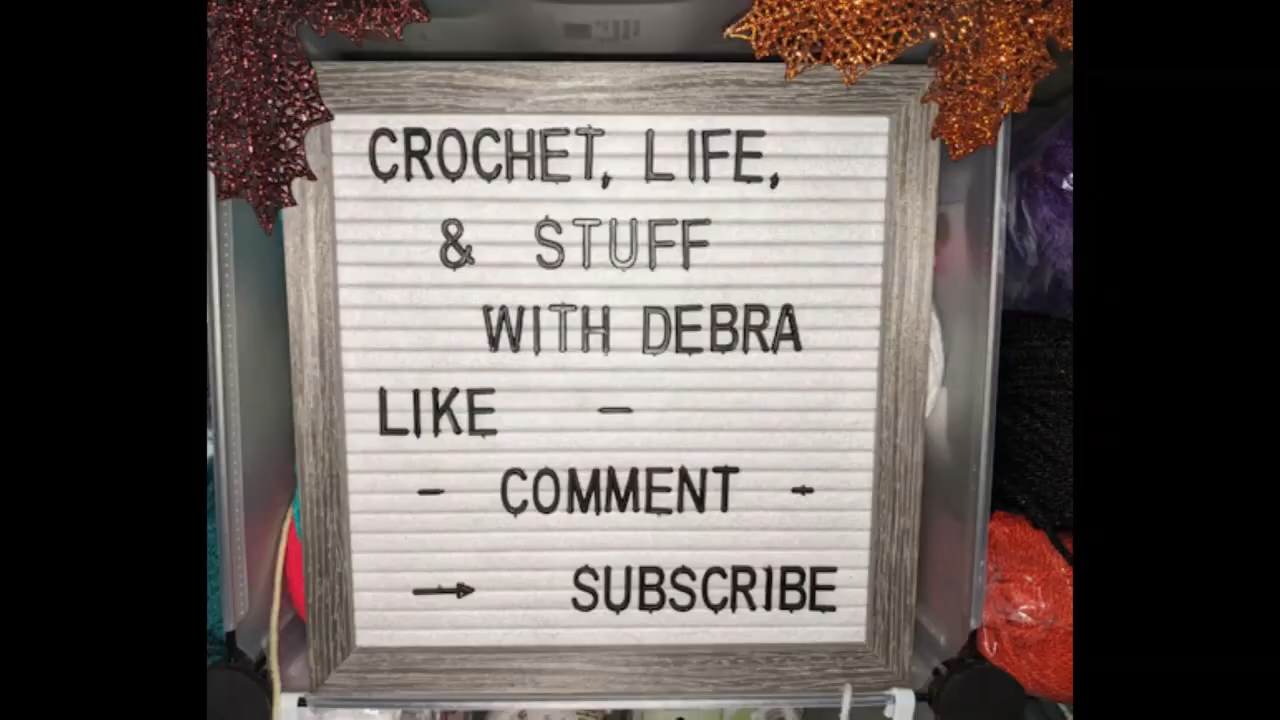 CROCHET, LIFE,
& STUFF
WITH DEBRA
LIKE -
- COMMENT -
→ SUBSCRIBE